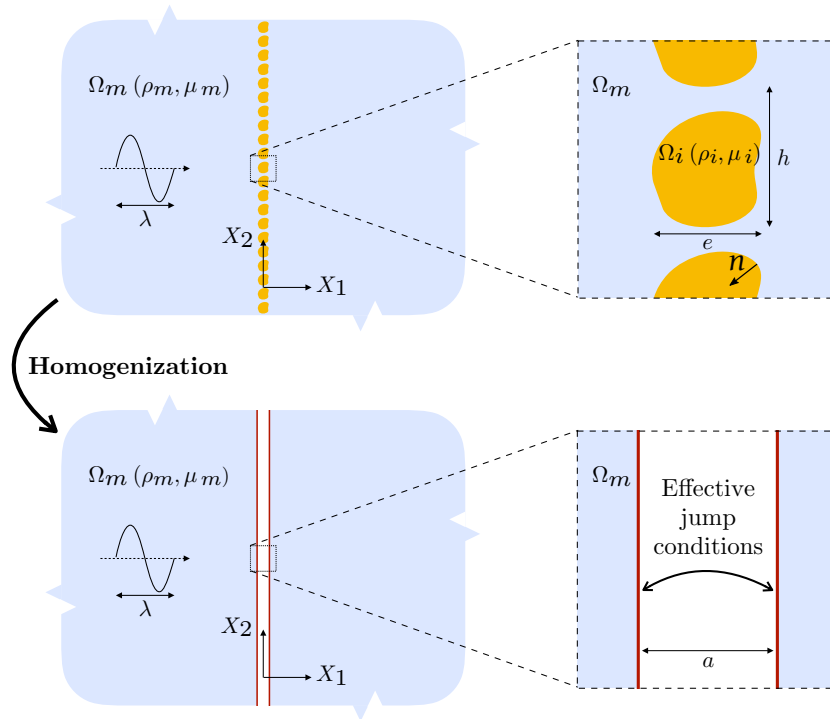 Ωm (ρm, μm)
λ
X2
X1
Ωm
Ωi (ρi, μi)
h
e
n
Homogenization
Ωm (ρm, μm)
λ
X2
X1
Ωm
Effective
jump
conditions
a